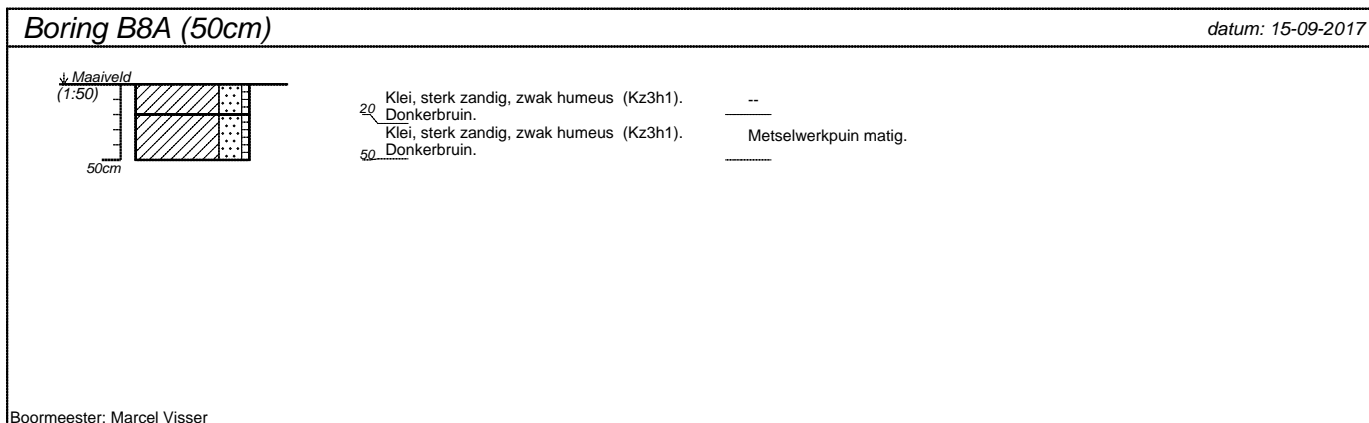 Boring B8A (50cm)
datum: 15-09-2017
Maaiveld
(1:50)
Klei, sterk zandig, zwak humeus (Kz3h1).
--
20
Donkerbruin.
Klei, sterk zandig, zwak humeus (Kz3h1).
Metselwerkpuin matig.
50
Donkerbruin.
50cm
Boormeester: Marcel Visser